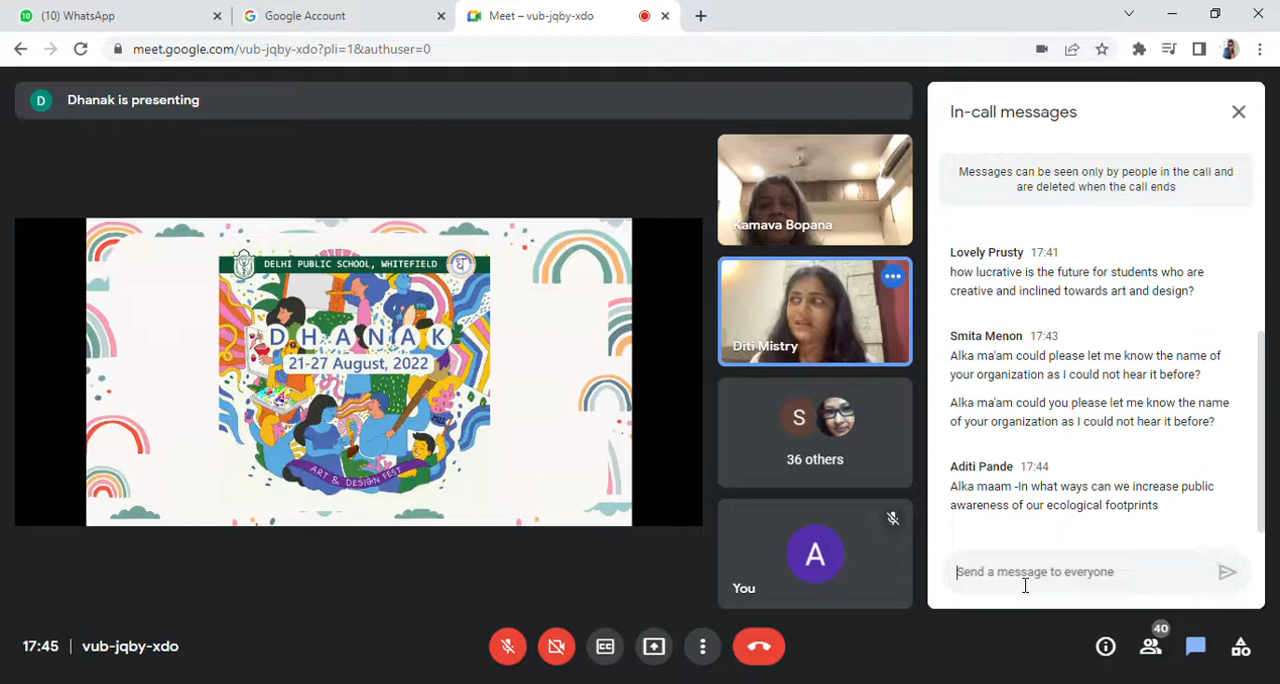 (10) WhatsApp
Google Account
Meet – vub-jqby-xdo
meet.google.com/vub-jqby-xdo?pli=1&authuser=0
D
Dhanak is presenting
DELHI PUBLIC SCHOOL, WHITEFIELD
DHANAK
21-27 August, 2022
2022
ART & DESIGN FEST
Kamava Bopana
Diti Mistry
S
36 others
A
You
In-call messages
Messages can be seen only by people in the call and
are deleted when the call ends
Lovely Prusty 17:41
how lucrative is the future for students who are
creative and inclined towards art and design?
Smita Menon 17:43
Alka ma'am could please let me know the name of
your organization as I could not hear it before?
Alka ma'am could you please let me know the name
of your organization as I could not hear it before?
Aditi Pande 17:44
Alka maam -In what ways can we increase public
awareness of our ecological footprints
Send a message to everyone
17:45 | vub-jqby-xdo
CC
40